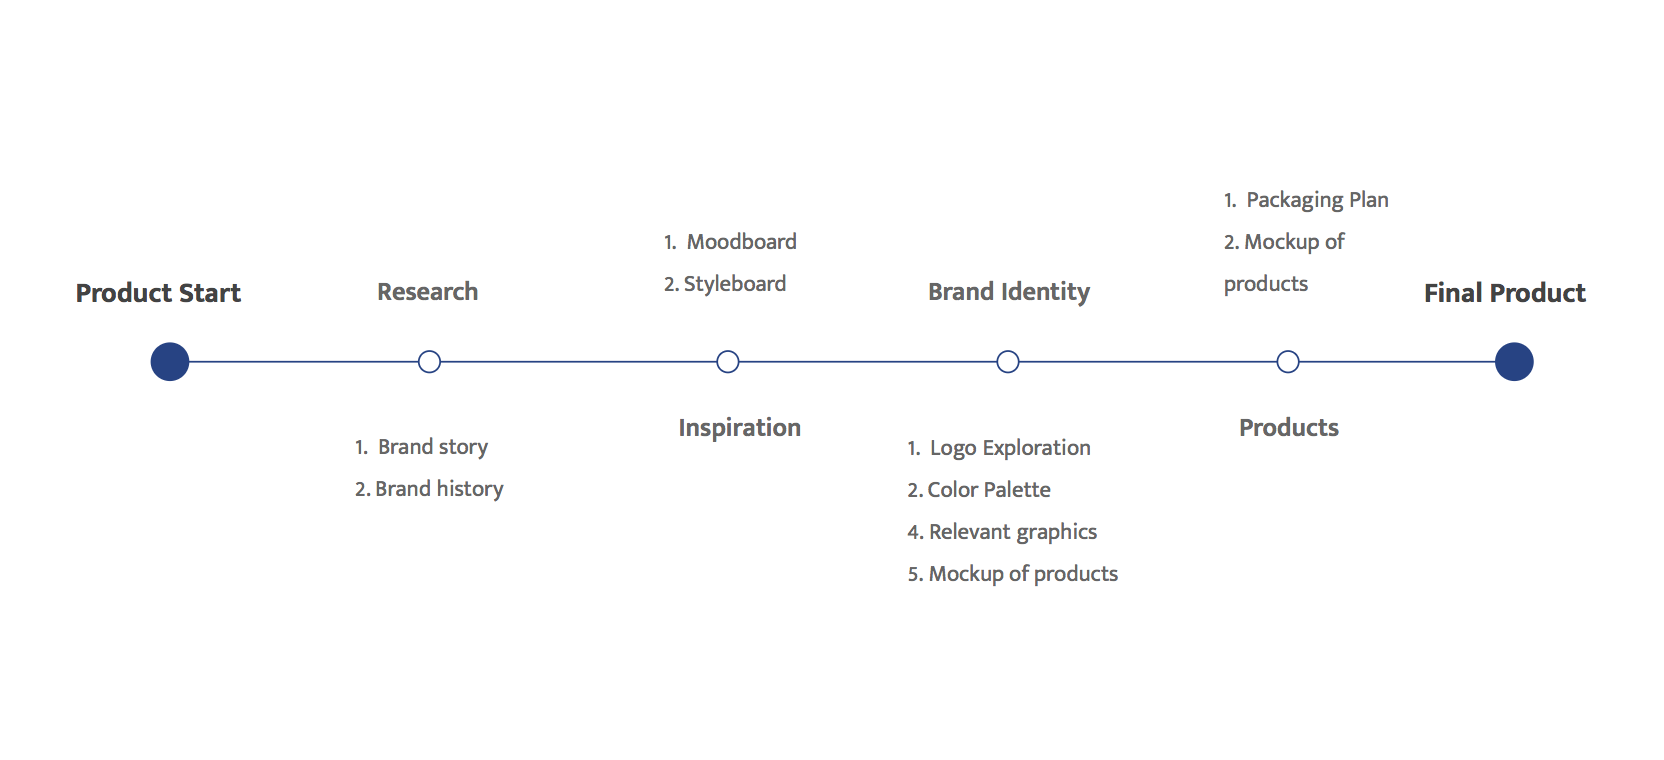 Product Start
Research
1. Brand story
2. Brand history
1. Moodboard
2. Styleboard
Inspiration
Brand Identity
1. Logo Exploration
2. Color Palette
4. Relevant graphics
5. Mockup of products
1. Packaging Plan
2. Mockup of
products
Products
Final Product